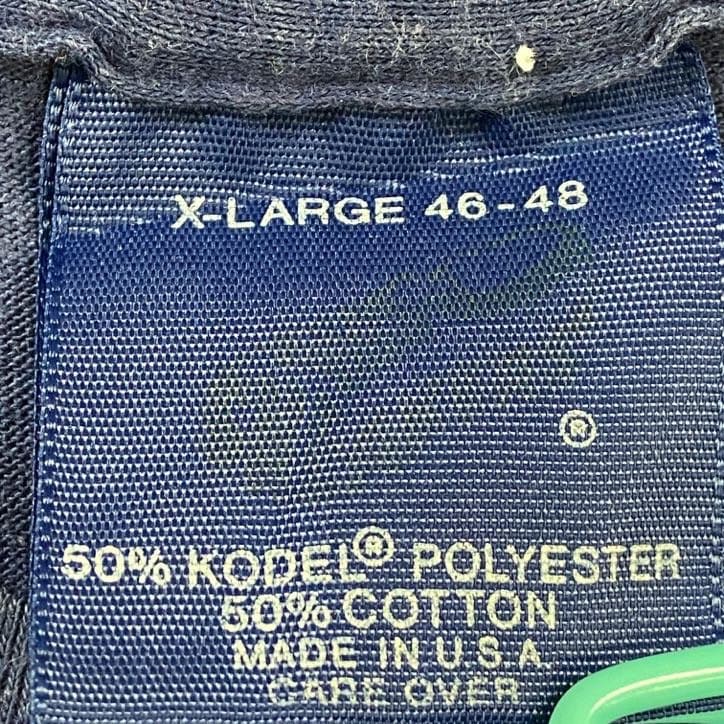 X-LARGE 46-48
®
50% KODEL® POLYESTER
50% COTTON
MADE IN U.S.A
CARE OVER